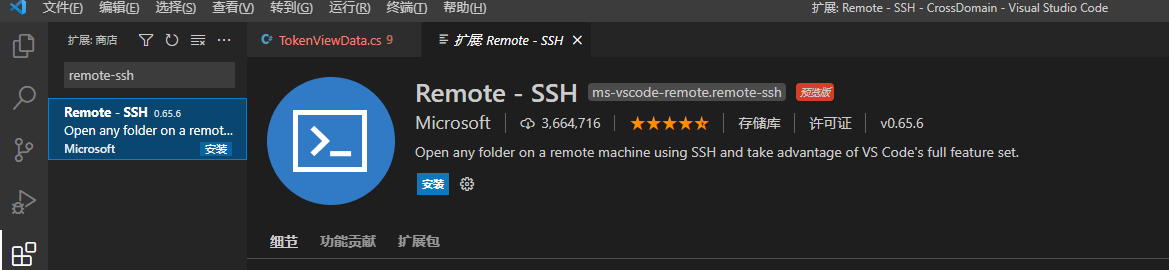 文件(F) 编辑(E) 选择(S) 查看(V) 转到(G) 运行(R) 终端(T) 帮助(H) 扩展: Remote - SSH - CrossDomain - Visual Studio Code
扩展: 商店 ··· TokenViewData.cs 9 扩展: Remote - SSH
remote-ssh
Remote - SSH 0.65.6
Open any folder on a remot...
Microsoft 安装
Remote - SSH ms-vscode-remote.remote-ssh 预览版
Microsoft 3,664,716 存储库 许可证 v0.65.6
Open any folder on a remote machine using SSH and take advantage of VS Code's full feature set.
安装
细节 功能贡献 扩展包